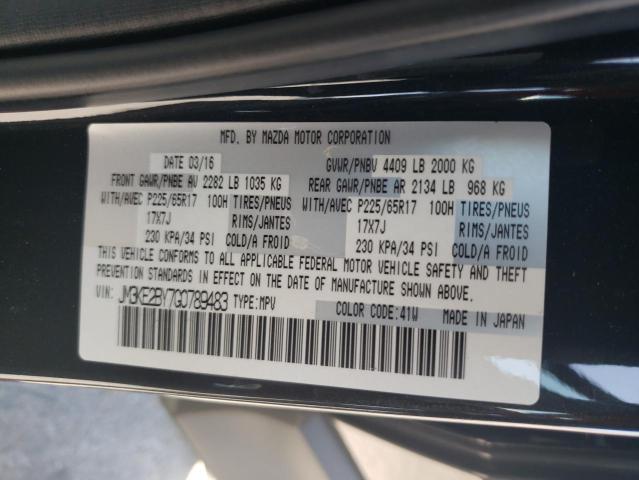 MFD. BY MAZDA MOTOR CORPORATION
DATE 03/16 GVWR/PNBV 4409 LB 2000 KG
FRONT GAWR/PNBE AV 2282 LB 1035 KG REAR GAWR/PNBE AR 2134 LB 968 KG
WITH/AVEC P225/65R17 100H TIRES/PNEUS WITH/AVEC P225/65R17 100H TIRES/PNEUS
17X7J RIMS/JANTES 17X7J RIMS/JANTES
230 KPA/34 PSI COLD/A FROID 230 KPA/34 PSI COLD/A FROID
THIS VEHICLE CONFORMS TO ALL APPLICABLE FEDERAL MOTOR VEHICLE SAFETY AND THEFT
PREVENTION STANDARDS IN EFFECT ON THE DATE OF MANUFACTURE SHOWN ABOVE.
VIN: JM3KE2BY7G0789483 TYPE:MPV COLOR CODE:41W MADE IN JAPAN